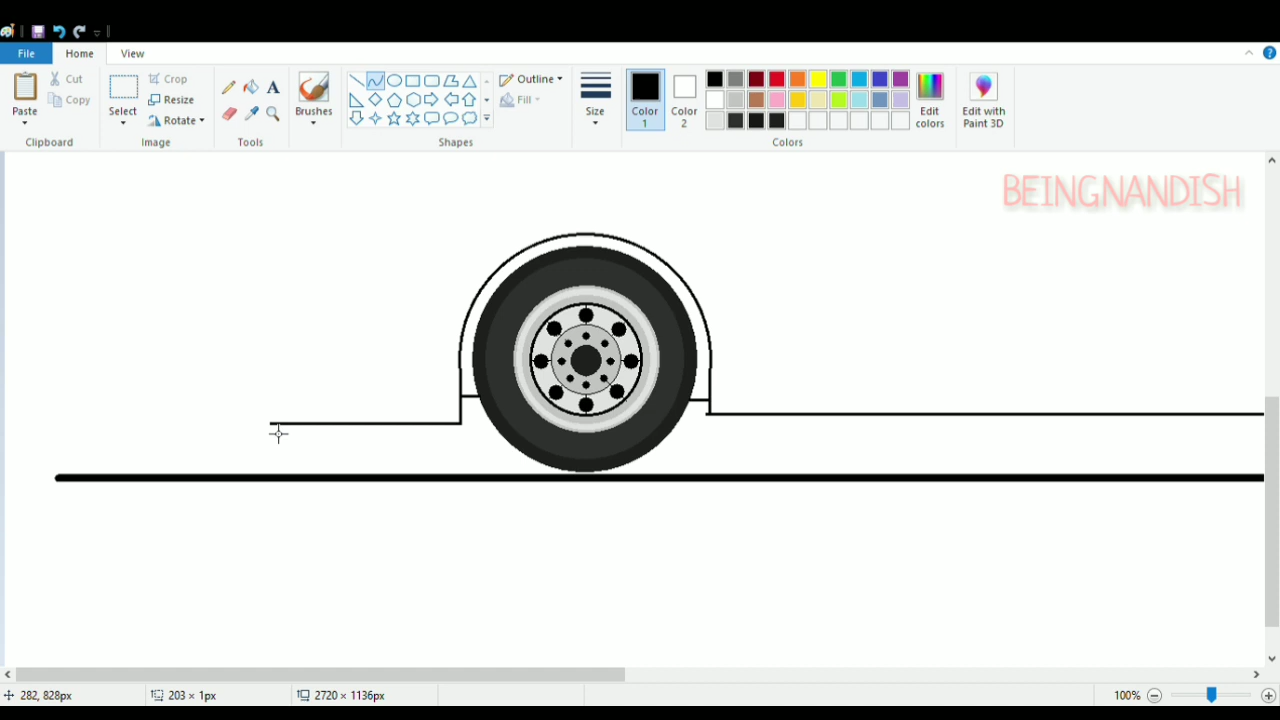 File Home View
Paste
Cut
Copy
Clipboard
Select
Crop
Resize
Rotate
Image
A
Tools
Brushes
Shapes
Outline
Fill
Size
Color 1
Color 2
Edit colors
Colors
Edit with Paint 3D
BEINGNANDISH
282, 828px 203 × 1px 2720 × 1136px 100%